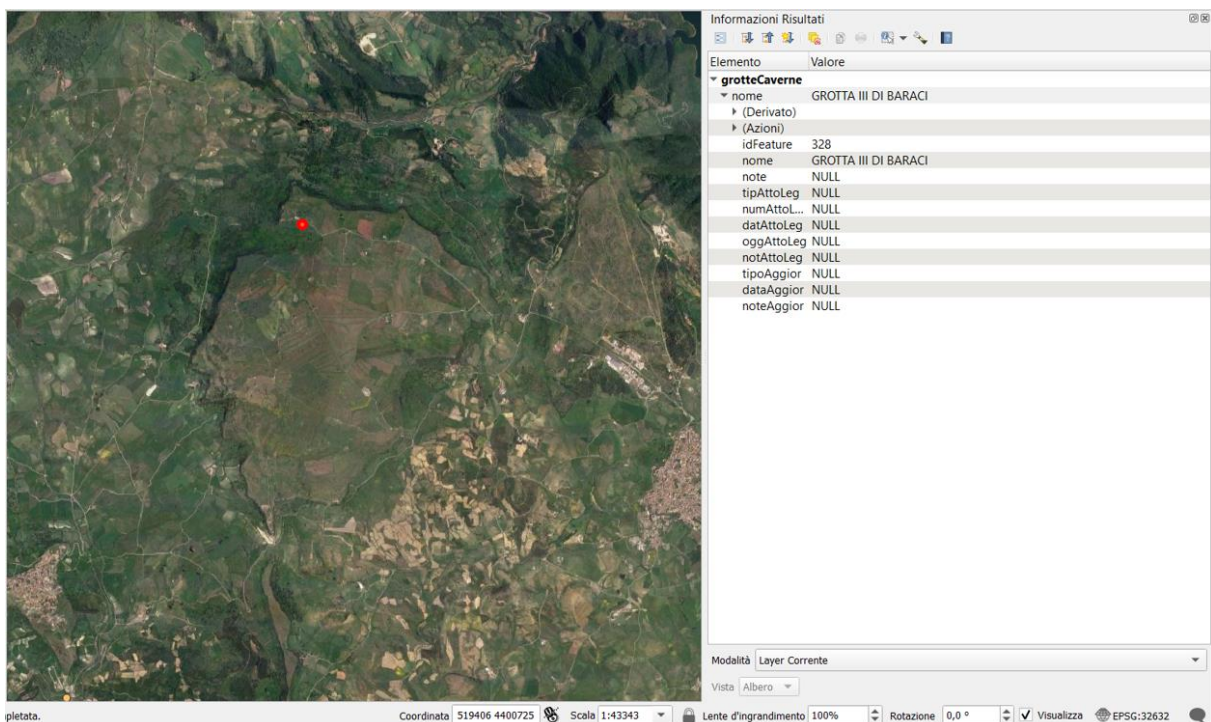 Informazioni Risultati
Elemento Valore
grotteCaverne
nome GROTTA III DI BARACI
(Derivato)
(Azioni)
idFeature 328
nome GROTTA III DI BARACI
note NULL
tipAttoLeg NULL
numAttoL... NULL
datAttoLeg NULL
oggAttoLeg NULL
notAttoLeg NULL
tipoAggior NULL
dataAggior NULL
noteAggior NULL
Modalità Layer Corrente
Vista Albero
pletata. Coordinata 519406 4400725 Scala 1:43343 Lente d'ingrandimento 100% Rotazione 0,0 ° Visualizza EPSG:32632